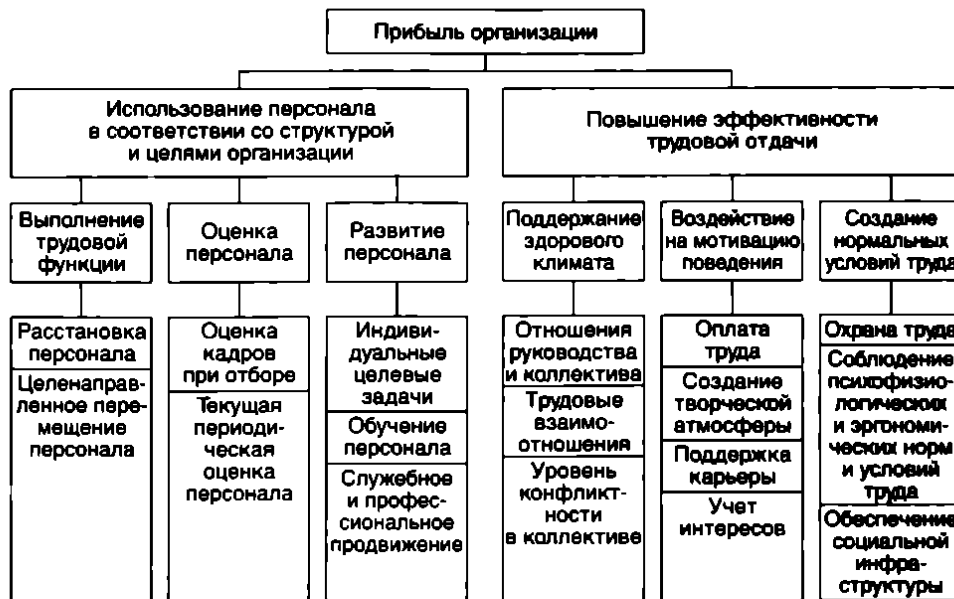 Прибыль организации
Использование персонала
в соответствии со структурой
и целями организации
Повышение эффективности
трудовой отдачи
Выполнение
трудовой
функции
Оценка
персонала
Развитие
персонала
Поддержание
здорового
климата
Воздействие
на мотивацию
поведения
Создание
нормальных
условий труда
Расстановка
персонала
Целенаправ-
ленное пере-
мещение
персонала
Оценка
кадров
при отборе
Текущая
периоди-
ческая
оценка
персонала
Индиви-
дуальные
целевые
задачи
Обучение
персонала
Служебное
и профес-
сиональное
продвижение
Отношения
руководства
и коллектива
Трудовые
взаимо-
отношения
Уровень
конфликт-
ности
в коллективе
Оплата
труда
Создание
творческой
атмосферы
Поддержка
карьеры
Учет
интересов
Охрана труда
Соблюдение
психофизио-
логических
и эргономи-
ческих норм
и условий
труда
Обеспечение
социальной
инфра-
структуры